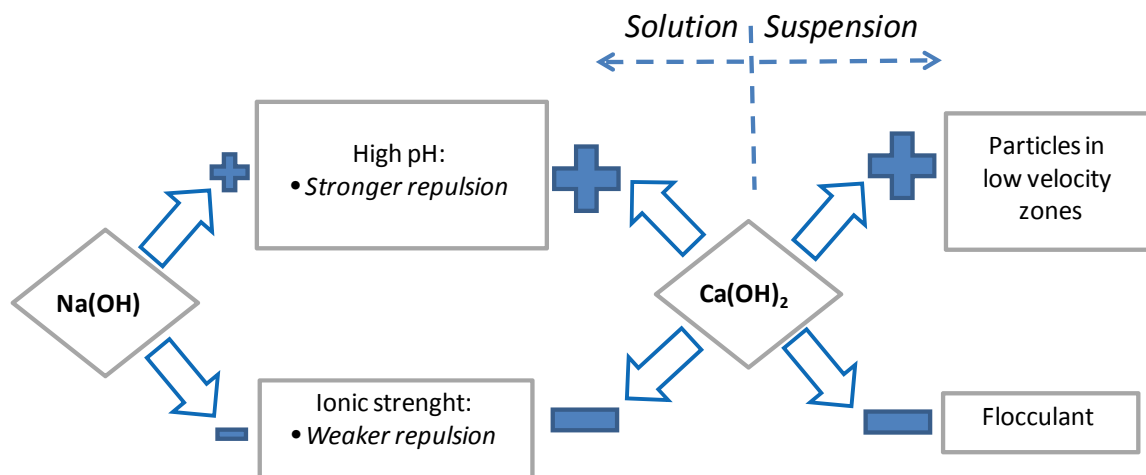 Solution Suspension
High pH:
• Stronger repulsion
Particles in
low velocity
zones
Na(OH)
Ca(OH)₂
Ionic strenght:
• Weaker repulsion
Flocculant